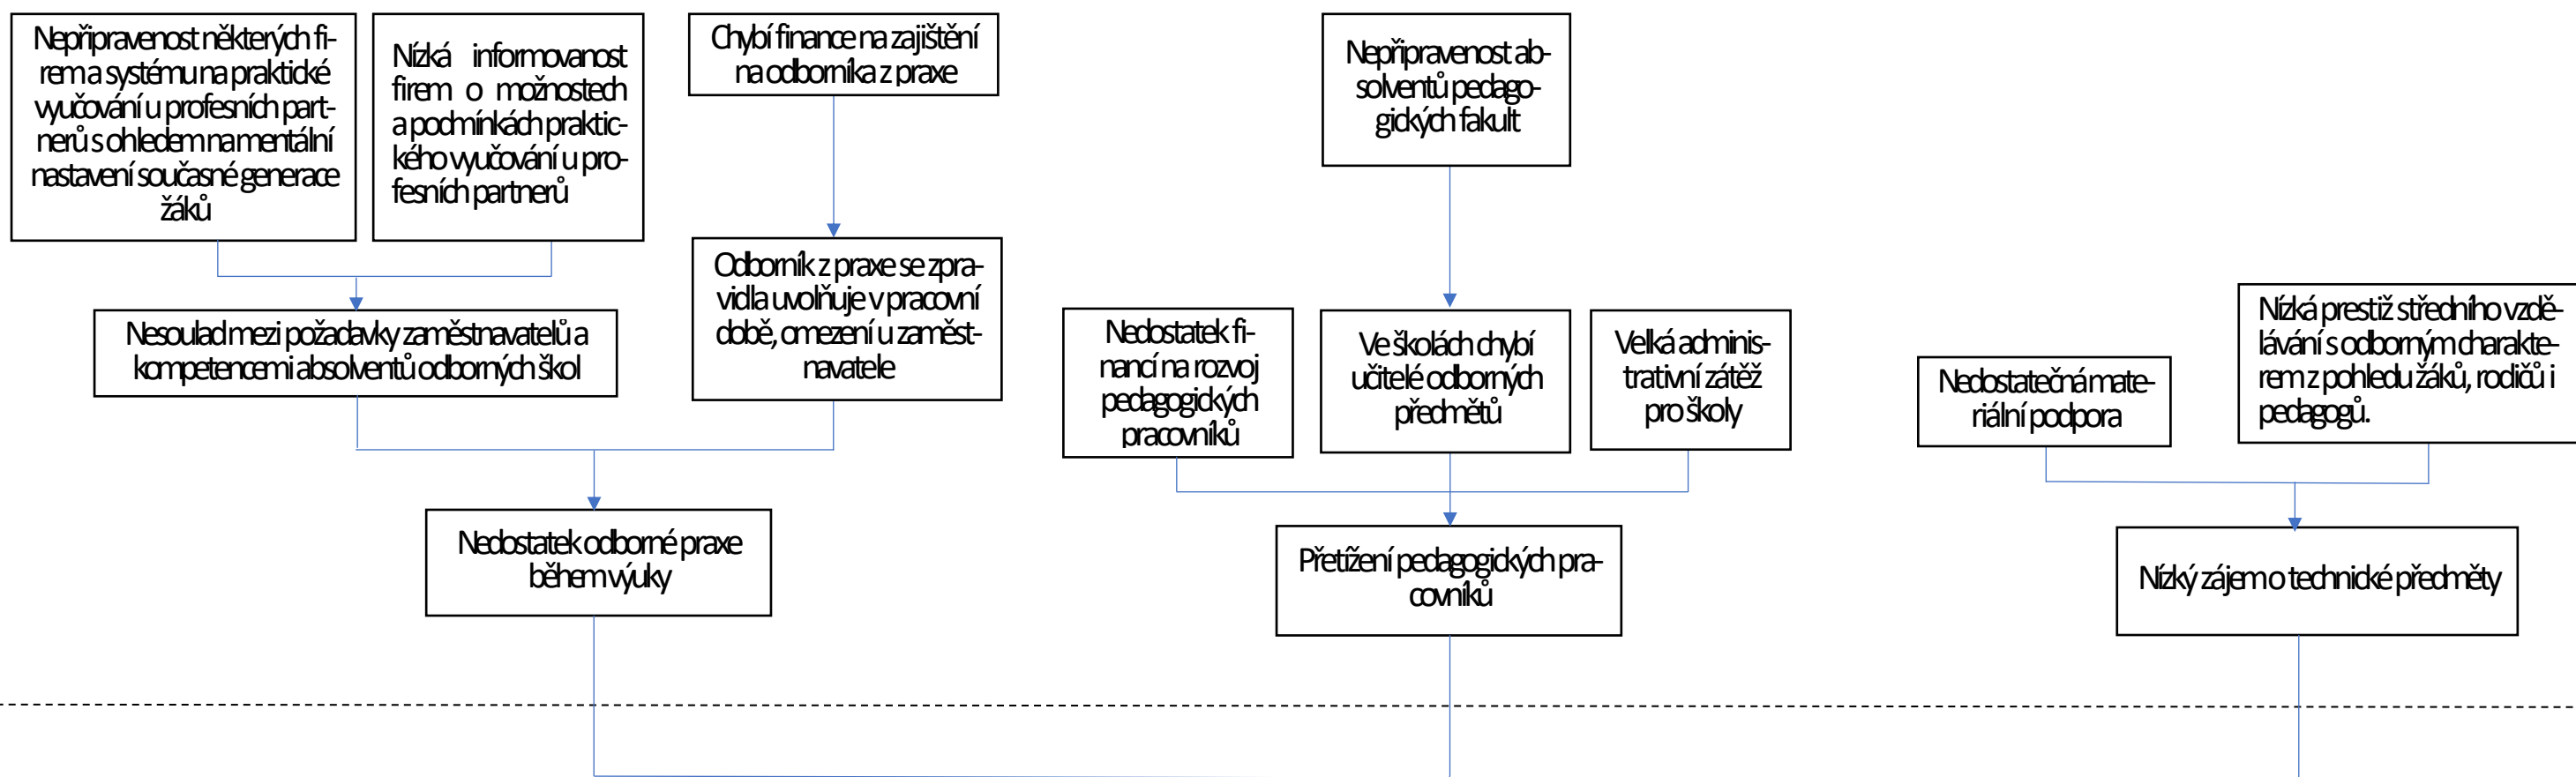 Nepřipravenost některých fi-
rem a systému na praktické
vyučování u profesních part-
nerů s ohledem na mentální
nastavení současné generace
žáků
Nízká informovanost
firem o možnostech
a podmínkách praktic-
kého vyučování u pro-
fesních partnerů
Chybí finance na zajištění
na odborníka z praxe
Nepřipravenost ab-
solventů pedago-
gických fakult
Odborník z praxe se zpra-
vidla uvolňuje v pracovní
době, omezení u zaměst-
navatele
Nesoulad mezi požadavky zaměstnavatelů a
kompetencemi absolventů odborných škol
Nedostatek fi-
nancí na rozvoj
pedagogických
pracovníků
Ve školách chybí
učitelé odborných
předmětů
Velká adminis-
trativní zátěž
pro školy
Nedostatečná mate-
riální podpora
Nízká prestiž středního vzdě-
lávání s odborným charakte-
rem z pohledu žáků, rodičů i
pedagogů.
Nedostatek odborné praxe
během výuky
Přetížení pedagogických pra-
covníků
Nízký zájem o technické předměty